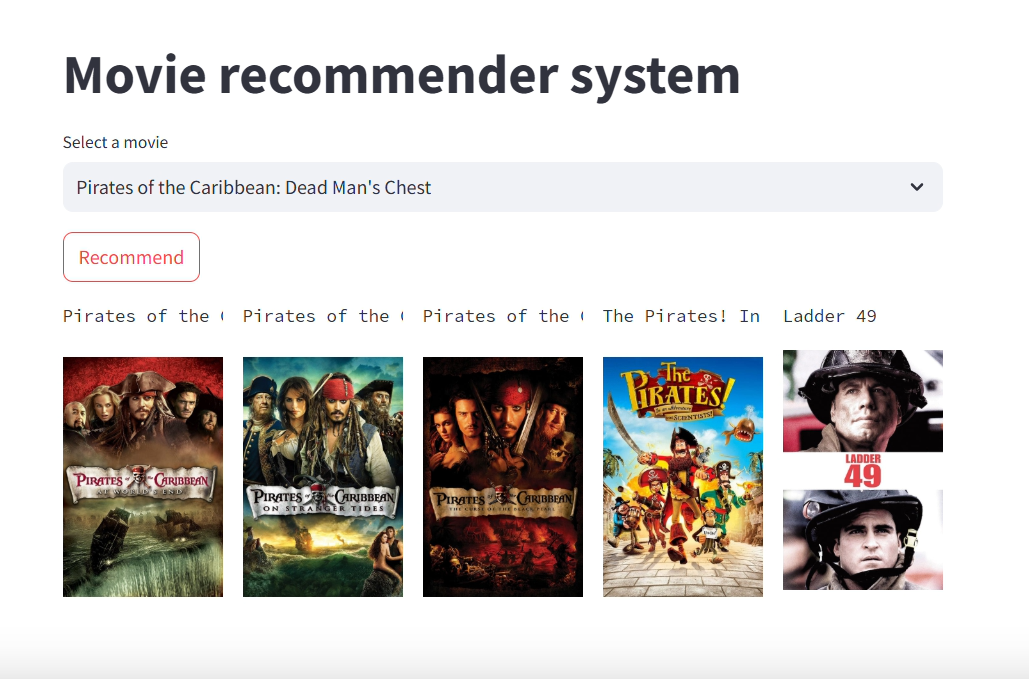 Movie recommender system
Select a movie
Pirates of the Caribbean: Dead Man's Chest
Recommend
Pirates of the
Pirates of the
Pirates of the
The Pirates! In
Ladder 49
PIRATES of the CARIBBEAN
AT WORLD'S END
PIRATES of the CARIBBEAN
ON STRANGER TIDES
PIRATES of the CARIBBEAN
THE CURSE OF THE BLACK PEARL
The
PIRATES!
in an adventure
with SCIENTISTS!
LADDER
49